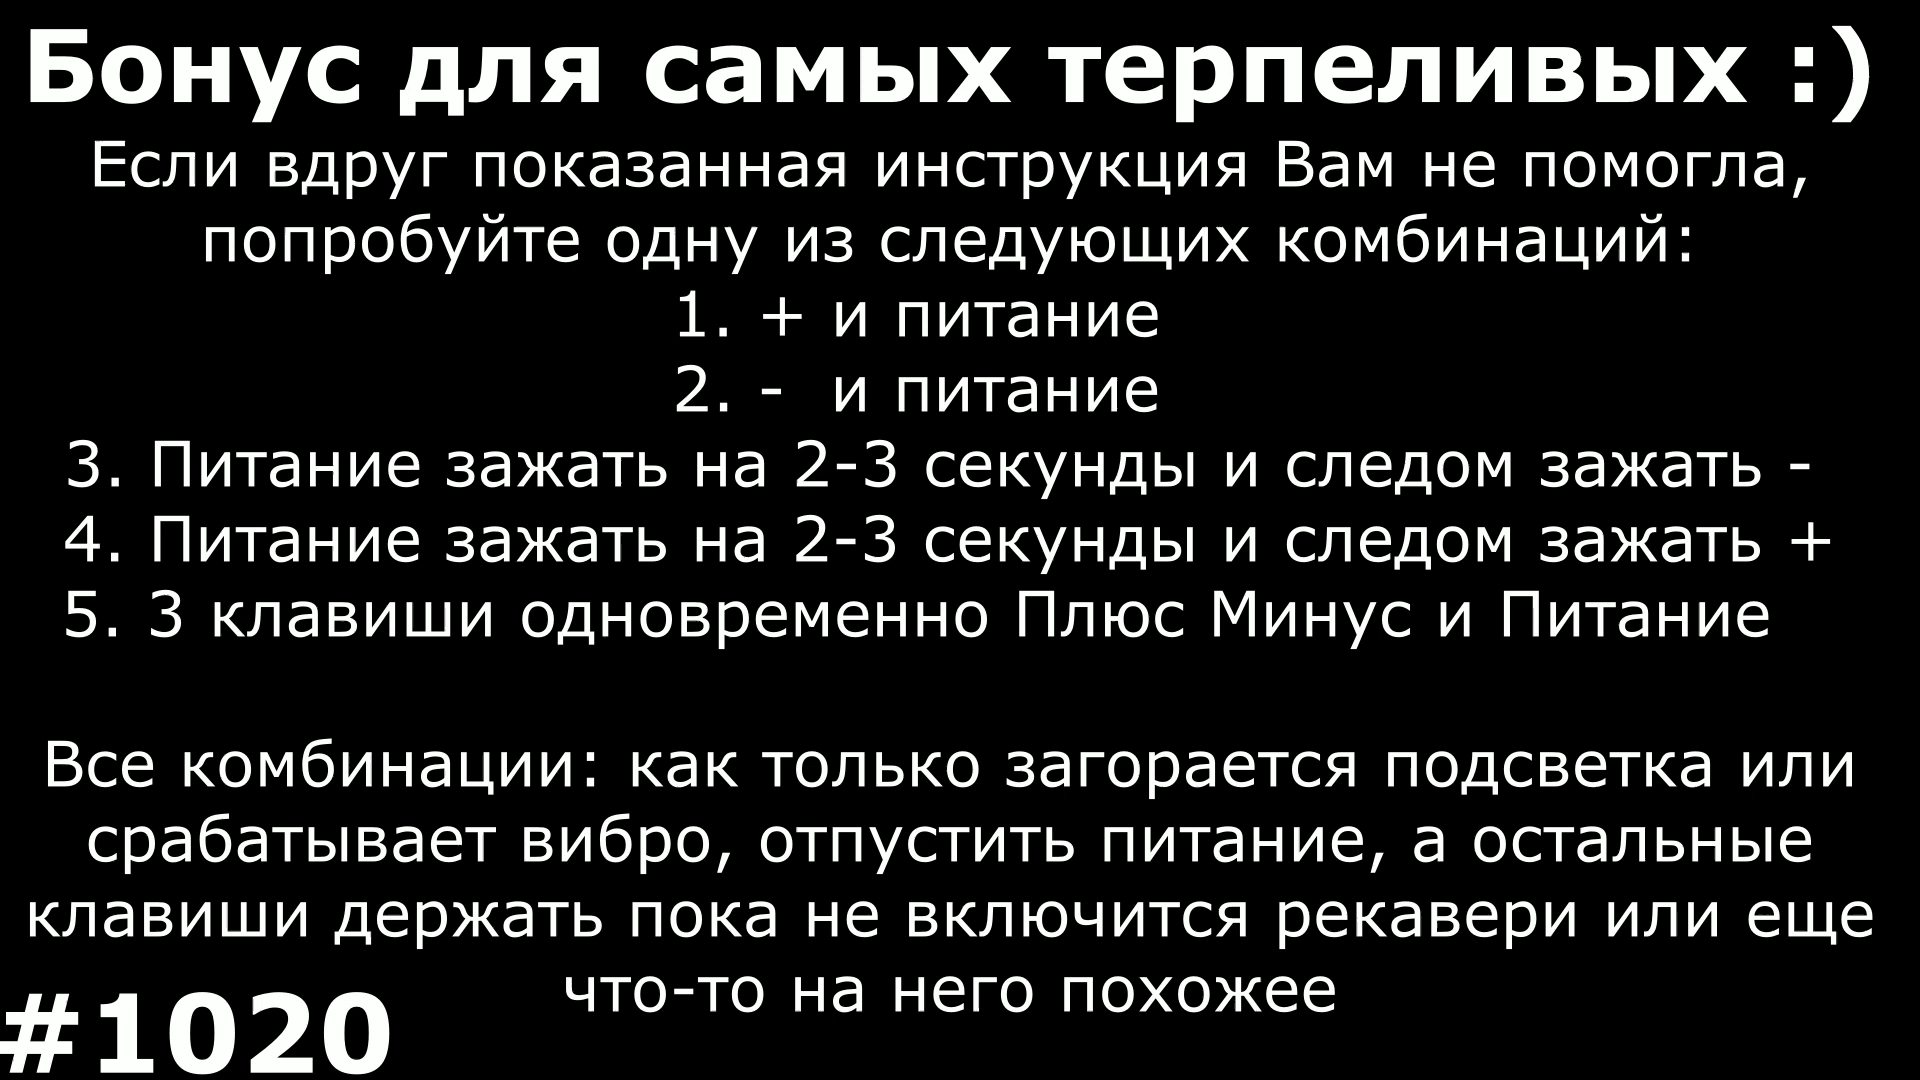 Бонус для самых терпеливых :)
Если вдруг показанная инструкция Вам не помогла,
попробуйте одну из следующих комбинаций:
1. + и питание
2. -  и питание
3. Питание зажать на 2-3 секунды и следом зажать -
4. Питание зажать на 2-3 секунды и следом зажать +
5. 3 клавиши одновременно Плюс Минус и Питание
Все комбинации: как только загорается подсветка или
срабатывает вибро, отпустить питание, а остальные
клавиши держать пока не включится рекавери или еще
что-то на него похожее
#1020